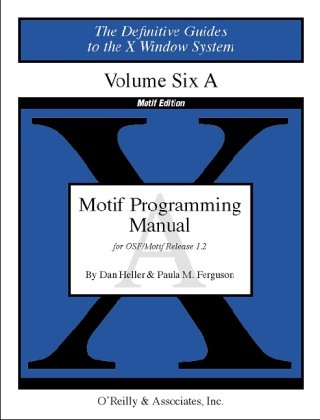 The Definitive Guides
to the X Window System
Volume Six A
Motif Edition
X
A
Motif Programming
Manual
for OSF/Motif Release 1.2
By Dan Heller & Paula M. Ferguson
O'Reilly & Associates, Inc.